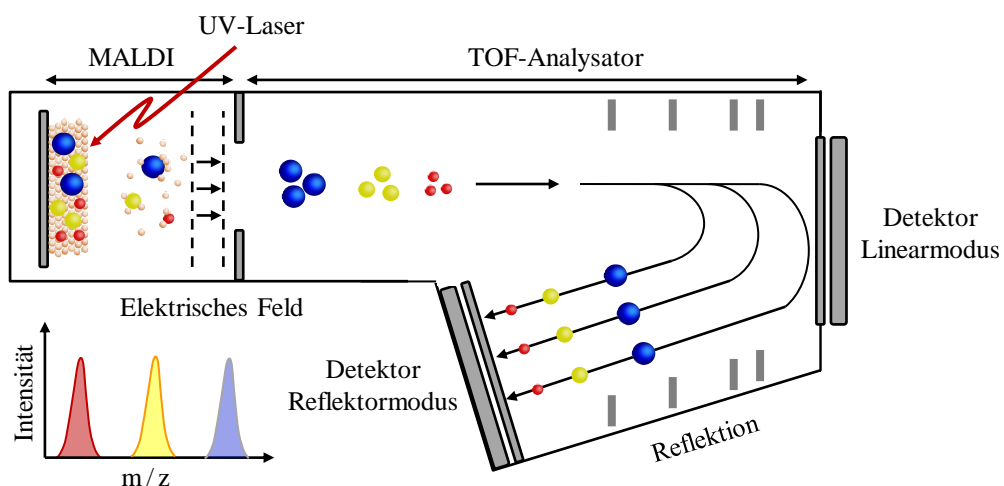 UV-Laser
MALDI
TOF-Analysator
Detektor
Linearmodus
Elektrisches Feld
Detektor
Reflektormodus
Reflektion
Intensität
m / z